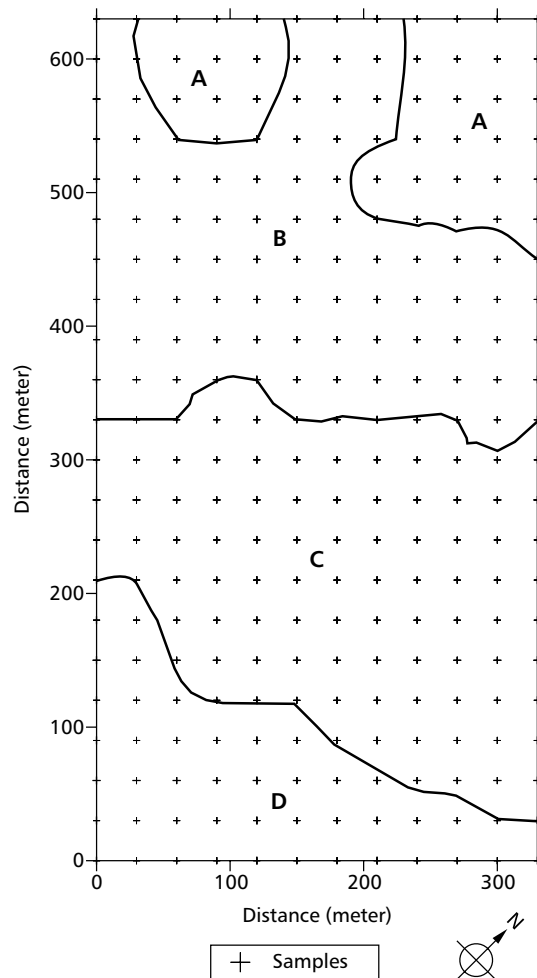 600
A
A
500
B
400
Distance (meter)
300
C
200
100
D
0
0 100 200 300
Distance (meter)
N
Samples